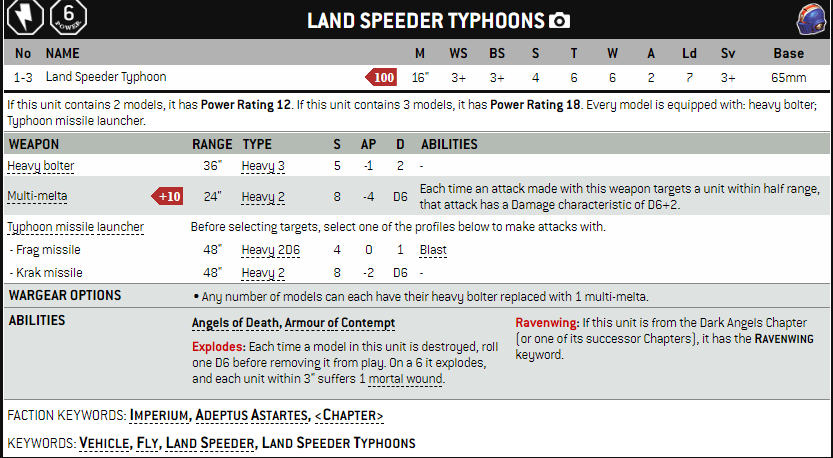 6
POWER
LAND SPEEDER TYPHOONS
No NAME M WS BS S T W A Ld Sv Base
1-3 Land Speeder Typhoon 100 16" 3+ 3+ 4 6 6 2 7 3+ 65mm
If this unit contains 2 models, it has Power Rating 12. If this unit contains 3 models, it has Power Rating 18. Every model is equipped with: heavy bolter;
Typhoon missile launcher.
WEAPON RANGE TYPE S AP D ABILITIES
Heavy bolter 36" Heavy 3 5 -1 2 -
Multi-melta +10 24" Heavy 2 8 -4 D6 Each time an attack made with this weapon targets a unit within half range,
that attack has a Damage characteristic of D6+2.
Typhoon missile launcher Before selecting targets, select one of the profiles below to make attacks with.
- Frag missile 48" Heavy 2D6 4 0 1 Blast
- Krak missile 48" Heavy 2 8 -2 D6 -
WARGEAR OPTIONS • Any number of models can each have their heavy bolter replaced with 1 multi-melta.
ABILITIES
Angels of Death, Armour of Contempt
Explodes: Each time a model in this unit is destroyed, roll
one D6 before removing it from play. On a 6 it explodes,
and each unit within 3" suffers 1 mortal wound.
Ravenwing: If this unit is from the Dark Angels Chapter
(or one of its successor Chapters), it has the RAVENWING
keyword.
FACTION KEYWORDS: IMPERIUM, ADEPTUS ASTARTES, <CHAPTER>
KEYWORDS: VEHICLE, FLY, LAND SPEEDER, LAND SPEEDER TYPHOONS